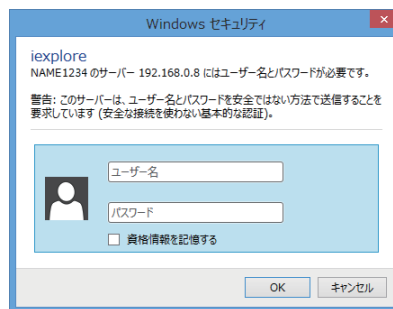 Windows セキュリティ
iexplore
NAME1234 のサーバー 192.168.0.8 にはユーザー名とパスワードが必要です。
警告: このサーバーは、ユーザー名とパスワードを安全ではない方法で送信することを
要求しています (安全な接続を使わない基本的な認証)。
ユーザー名
パスワード
資格情報を記憶する
OK
キャンセル